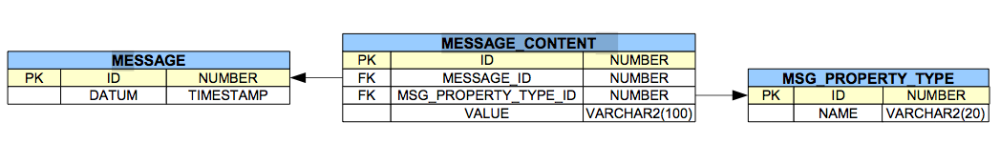 MESSAGE
PK ID NUMBER
DATUM TIMESTAMP
MESSAGE_CONTENT
PK ID NUMBER
FK MESSAGE_ID NUMBER
FK MSG_PROPERTY_TYPE_ID NUMBER
VALUE VARCHAR2(100)
MSG_PROPERTY_TYPE
PK ID NUMBER
NAME VARCHAR2(20)